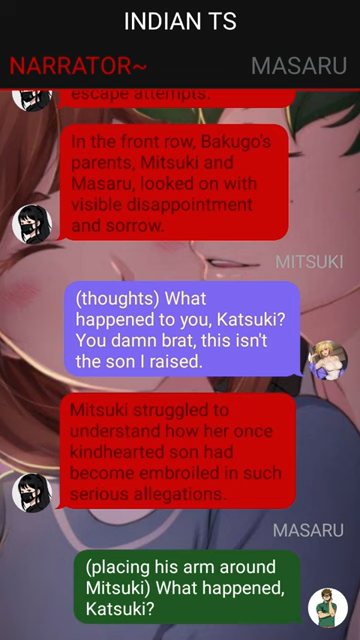 INDIAN TS
NARRATOR~ MASARU
escape attempts.
In the front row, Bakugo's
parents, Mitsuki and
Masaru, looked on with
visible disappointment
and sorrow.
MITSUKI
(thoughts) What
happened to you, Katsuki?
You damn brat, this isn't
the son I raised.
Mitsuki struggled to
understand how her once
kindhearted son had
become embroiled in such
serious allegations.
MASARU
(placing his arm around
Mitsuki) What happened,
Katsuki?